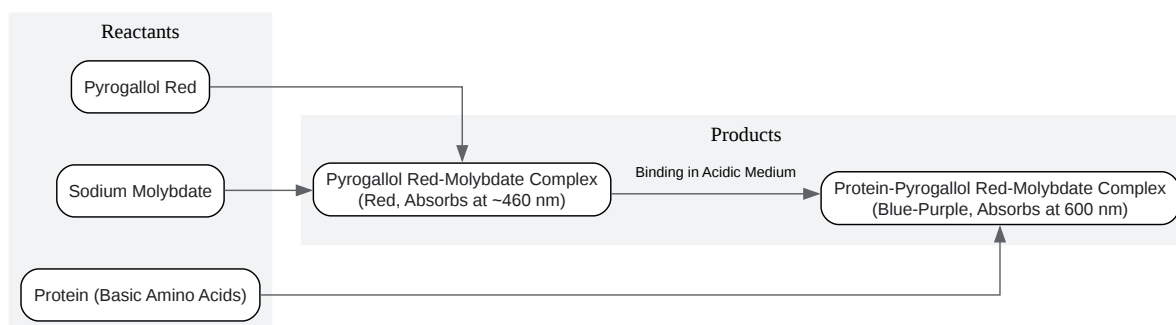 Reactants
Pyrogallol Red
Products
Sodium Molybdate
Pyrogallol Red-Molybdate Complex
(Red, Absorbs at ~460 nm)
Binding in Acidic Medium
Protein-Pyrogallol Red-Molybdate Complex
(Blue-Purple, Absorbs at 600 nm)
Protein (Basic Amino Acids)